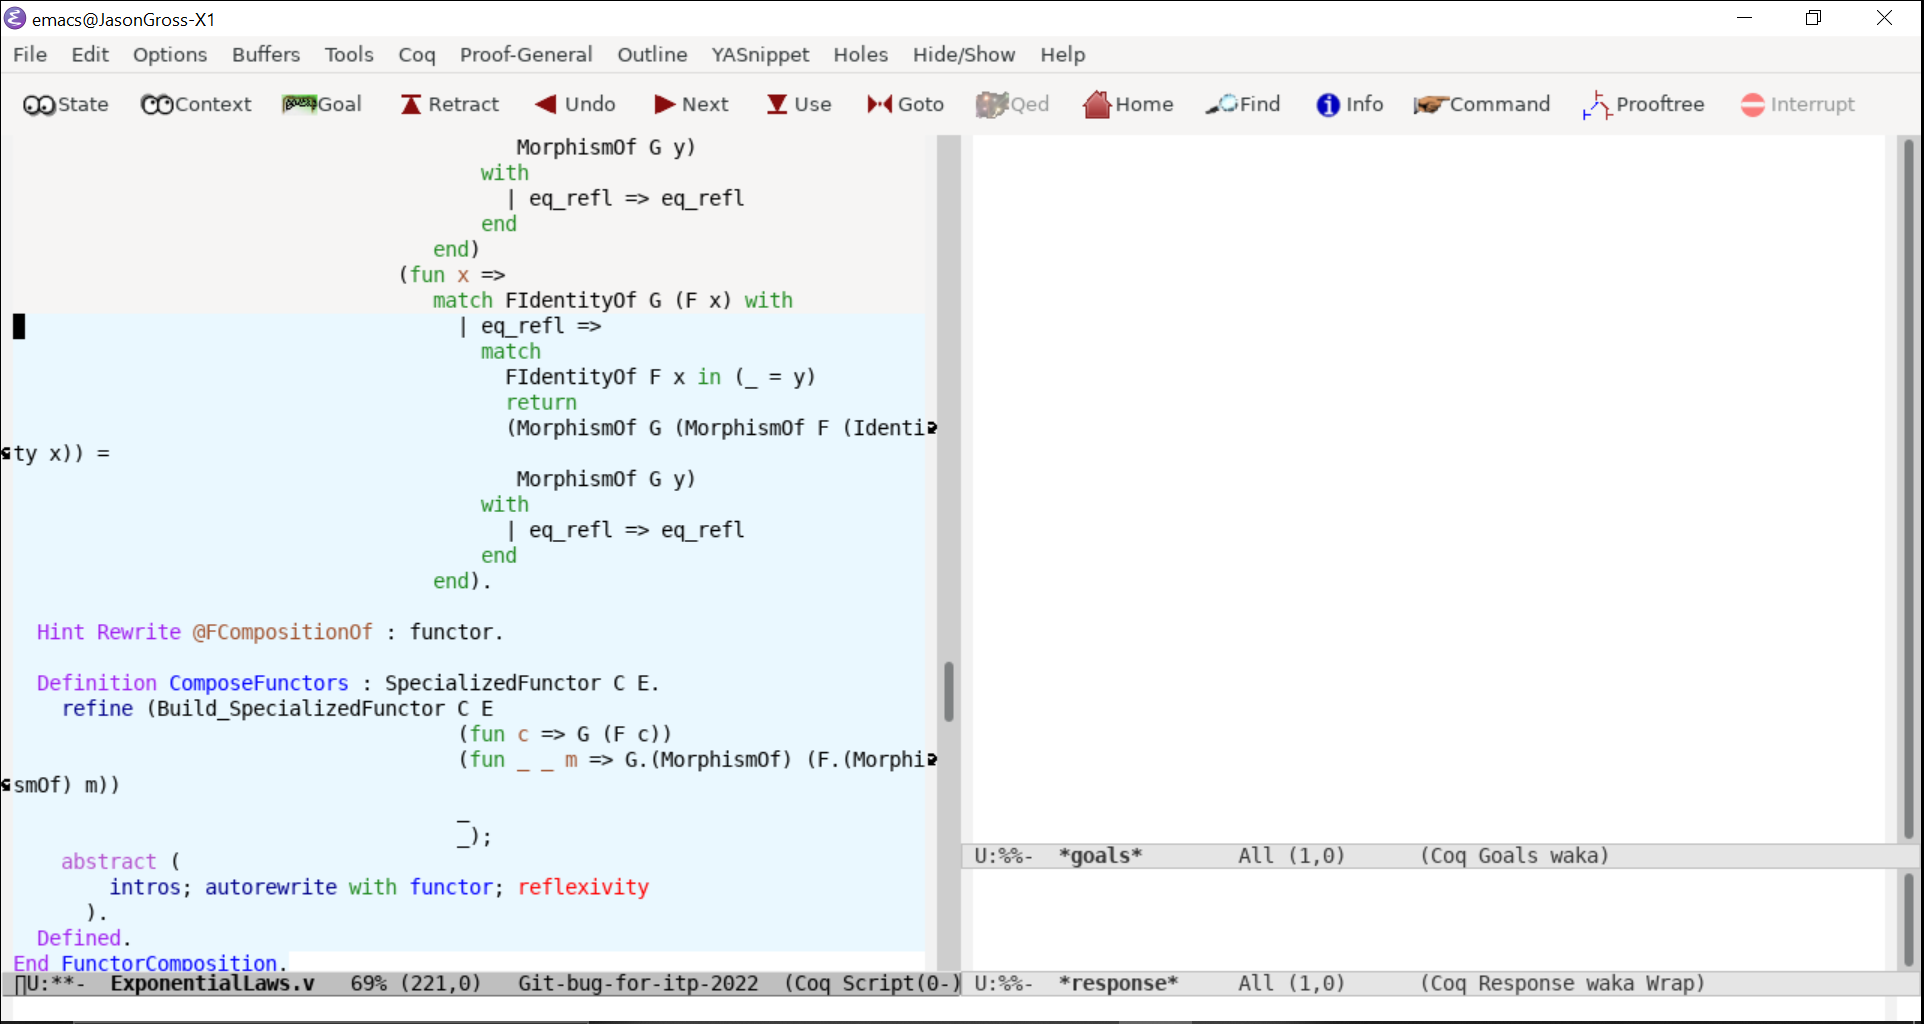 emacs@JasonGross-X1
File Edit Options Buffers Tools Coq Proof-General Outline YASnippet Holes Hide/Show Help
State Context Goal Retract Undo Next Use Goto Qed Home Find Info Command Prooftree Interrupt
MorphismOf G y)
with
| eq_refl => eq_refl
end
end)
(fun x =>
match FIdentityOf G (F x) with
| eq_refl =>
match
FIdentityOf F x in (_ = y)
return
(MorphismOf G (MorphismOf F (Identi
ty x)) =
MorphismOf G y)
with
| eq_refl => eq_refl
end
end).
Hint Rewrite @FCompositionOf : functor.
Definition ComposeFunctors : SpecializedFunctor C E.
refine (Build_SpecializedFunctor C E
(fun c => G (F c))
(fun _ _ m => G.(MorphismOf) (F.(Morphi
smOf) m))
_
_);
abstract (
intros; autorewrite with functor; reflexivity
).
Defined.
End FunctorComposition.
U:**- ExponentialLaws.v 69% (221,0) Git-bug-for-itp-2022 (Coq Script(0-)
U:%%- *goals* All (1,0) (Coq Goals waka)
U:%%- *response* All (1,0) (Coq Response waka Wrap)